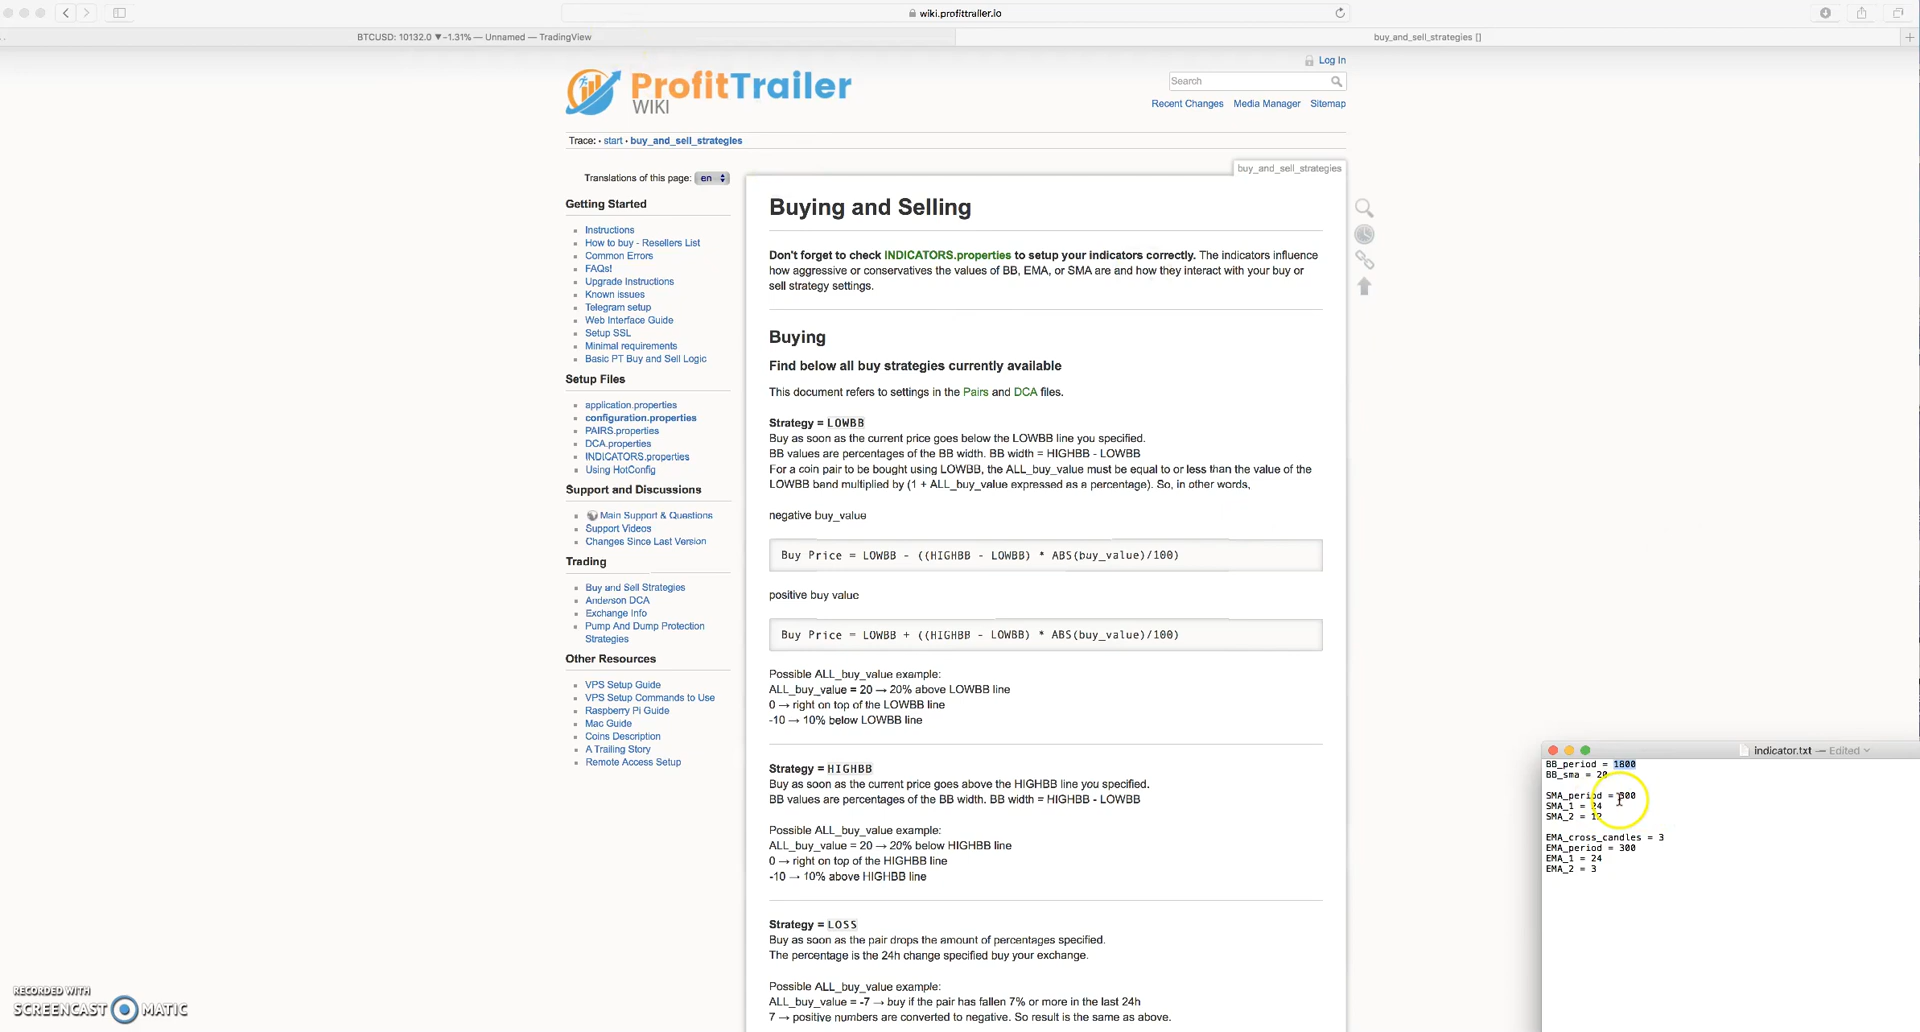 wiki.profittrailer.io
BTCUSD: 10132.0 ▼−1.31% — Unnamed — TradingView
buy_and_sell_strategies []
ProfitTrailer
WIKI
Log In
Search
Recent Changes Media Manager Sitemap
Trace: • start • buy_and_sell_strategies
buy_and_sell_strategies
Translations of this page: en
Getting Started
Instructions
How to buy - Resellers List
Common Errors
FAQs!
Upgrade Instructions
Known issues
Telegram setup
Web Interface Guide
Setup SSL
Minimal requirements
Basic PT Buy and Sell Logic
Setup Files
application.properties
configuration.properties
PAIRS.properties
DCA.properties
INDICATORS.properties
Using HotConfig
Support and Discussions
Main Support & Questions
Support Videos
Changes Since Last Version
Trading
Buy and Sell Strategies
Anderson DCA
Exchange Info
Pump And Dump Protection
Strategies
Other Resources
VPS Setup Guide
VPS Setup Commands to Use
Raspberry Pi Guide
Mac Guide
Coins Description
A Trailing Story
Remote Access Setup
Buying and Selling
Don't forget to check INDICATORS.properties to setup your indicators correctly. The indicators influence
how aggressive or conservatives the values of BB, EMA, or SMA are and how they interact with your buy or
sell strategy settings.
Buying
Find below all buy strategies currently available
This document refers to settings in the Pairs and DCA files.
Strategy = LOWBB
Buy as soon as the current price goes below the LOWBB line you specified.
BB values are percentages of the BB width. BB width = HIGHBB - LOWBB
For a coin pair to be bought using LOWBB, the ALL_buy_value must be equal to or less than the value of the
LOWBB band multiplied by (1 + ALL_buy_value expressed as a percentage). So, in other words,
negative buy_value
Buy Price = LOWBB - ((HIGHBB - LOWBB) * ABS(buy_value)/100)
positive buy value
Buy Price = LOWBB + ((HIGHBB - LOWBB) * ABS(buy_value)/100)
Possible ALL_buy_value example:
ALL_buy_value = 20 → 20% above LOWBB line
0 → right on top of the LOWBB line
-10 → 10% below LOWBB line
Strategy = HIGHBB
Buy as soon as the current price goes above the HIGHBB line you specified.
BB values are percentages of the BB width. BB width = HIGHBB - LOWBB
Possible ALL_buy_value example:
ALL_buy_value = 20 → 20% below HIGHBB line
0 → right on top of the HIGHBB line
-10 → 10% above HIGHBB line
Strategy = LOSS
Buy as soon as the pair drops the amount of percentages specified.
The percentage is the 24h change specified buy your exchange.
Possible ALL_buy_value example:
ALL_buy_value = -7 → buy if the pair has fallen 7% or more in the last 24h
7 → positive numbers are converted to negative. So result is the same as above.
indicator.txt — Edited
BB_period = 1800
BB_sma = 20
SMA_period = 300
SMA_1 = 24
SMA_2 = 12
EMA_cross_candles = 3
EMA_period = 300
EMA_1 = 24
EMA_2 = 3
RECORDED WITH
SCREENCAST MATIC